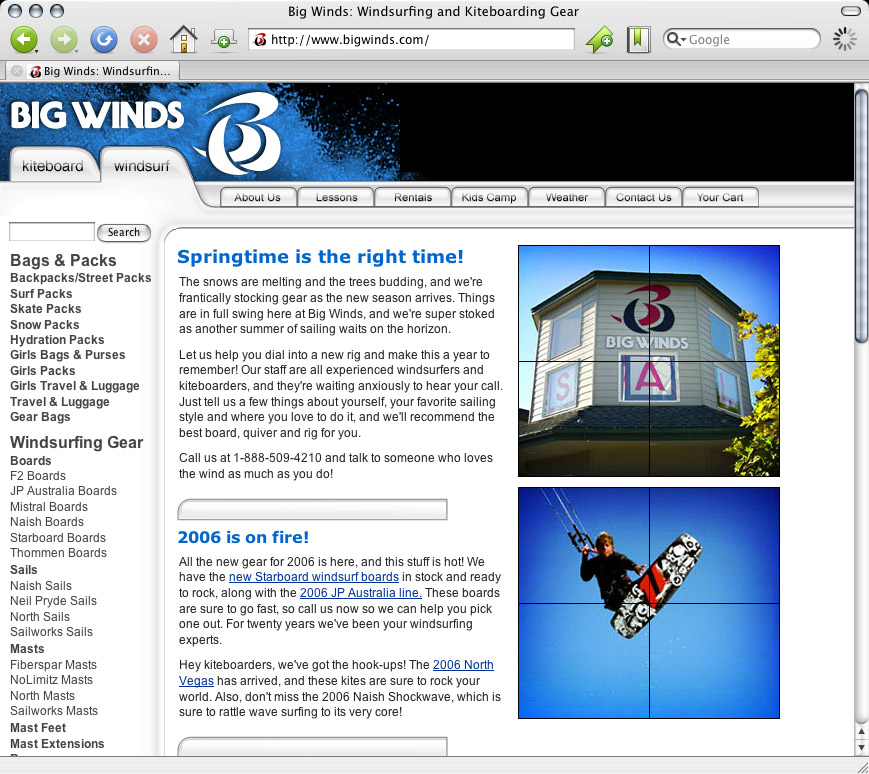 Big Winds: Windsurfing and Kiteboarding Gear
http://www.bigwinds.com/
Google
Big Winds: Windsurfin...
BIG WINDS
kiteboard
windsurf
About Us
Lessons
Rentals
Kids Camp
Weather
Contact Us
Your Cart
Search
Bags & Packs
Backpacks/Street Packs
Surf Packs
Skate Packs
Snow Packs
Hydration Packs
Girls Bags & Purses
Girls Packs
Girls Travel & Luggage
Travel & Luggage
Gear Bags
Windsurfing Gear
Boards
F2 Boards
JP Australia Boards
Mistral Boards
Naish Boards
Starboard Boards
Thommen Boards
Sails
Naish Sails
Neil Pryde Sails
North Sails
Sailworks Sails
Masts
Fiberspar Masts
NoLimitz Masts
North Masts
Sailworks Masts
Mast Feet
Mast Extensions
Springtime is the right time!
The snows are melting and the trees budding, and we're
frantically stocking gear as the new season arrives. Things
are in full swing here at Big Winds, and we're super stoked
as another summer of sailing waits on the horizon.
Let us help you dial into a new rig and make this a year to
remember! Our staff are all experienced windsurfers and
kiteboarders, and they're waiting anxiously to hear your call.
Just tell us a few things about yourself, your favorite sailing
style and where you love to do it, and we'll recommend the
best board, quiver and rig for you.
Call us at 1-888-509-4210 and talk to someone who loves
the wind as much as you do!
2006 is on fire!
All the new gear for 2006 is here, and this stuff is hot! We
have the new Starboard windsurf boards in stock and ready
to rock, along with the 2006 JP Australia line. These boards
are sure to go fast, so call us now so we can help you pick
one out. For twenty years we've been your windsurfing
experts.
Hey kiteboarders, we've got the hook-ups! The 2006 North
Vegas has arrived, and these kites are sure to rock your
world. Also, don't miss the 2006 Naish Shockwave, which is
sure to rattle wave surfing to its very core!
BIG WINDS
S A L